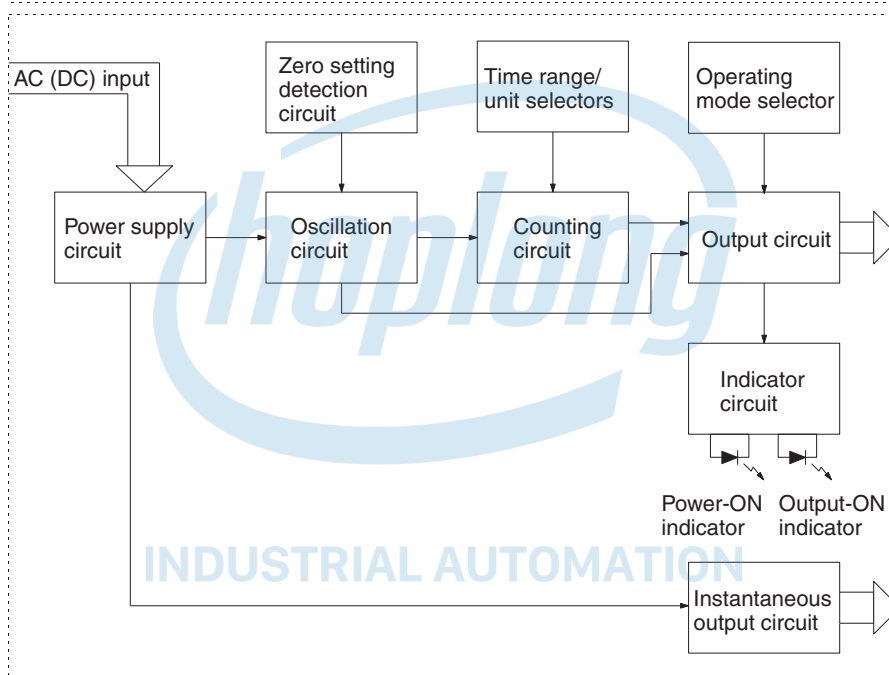 AC (DC) input
Zero setting
detection
circuit
Time range/
unit selectors
Operating
mode selector
Power supply
circuit
Oscillation
circuit
Counting
circuit
Output circuit
Indicator
circuit
Power-ON
indicator
Output-ON
indicator
Instantaneous
output circuit
hoplong
INDUSTRIAL AUTOMATION